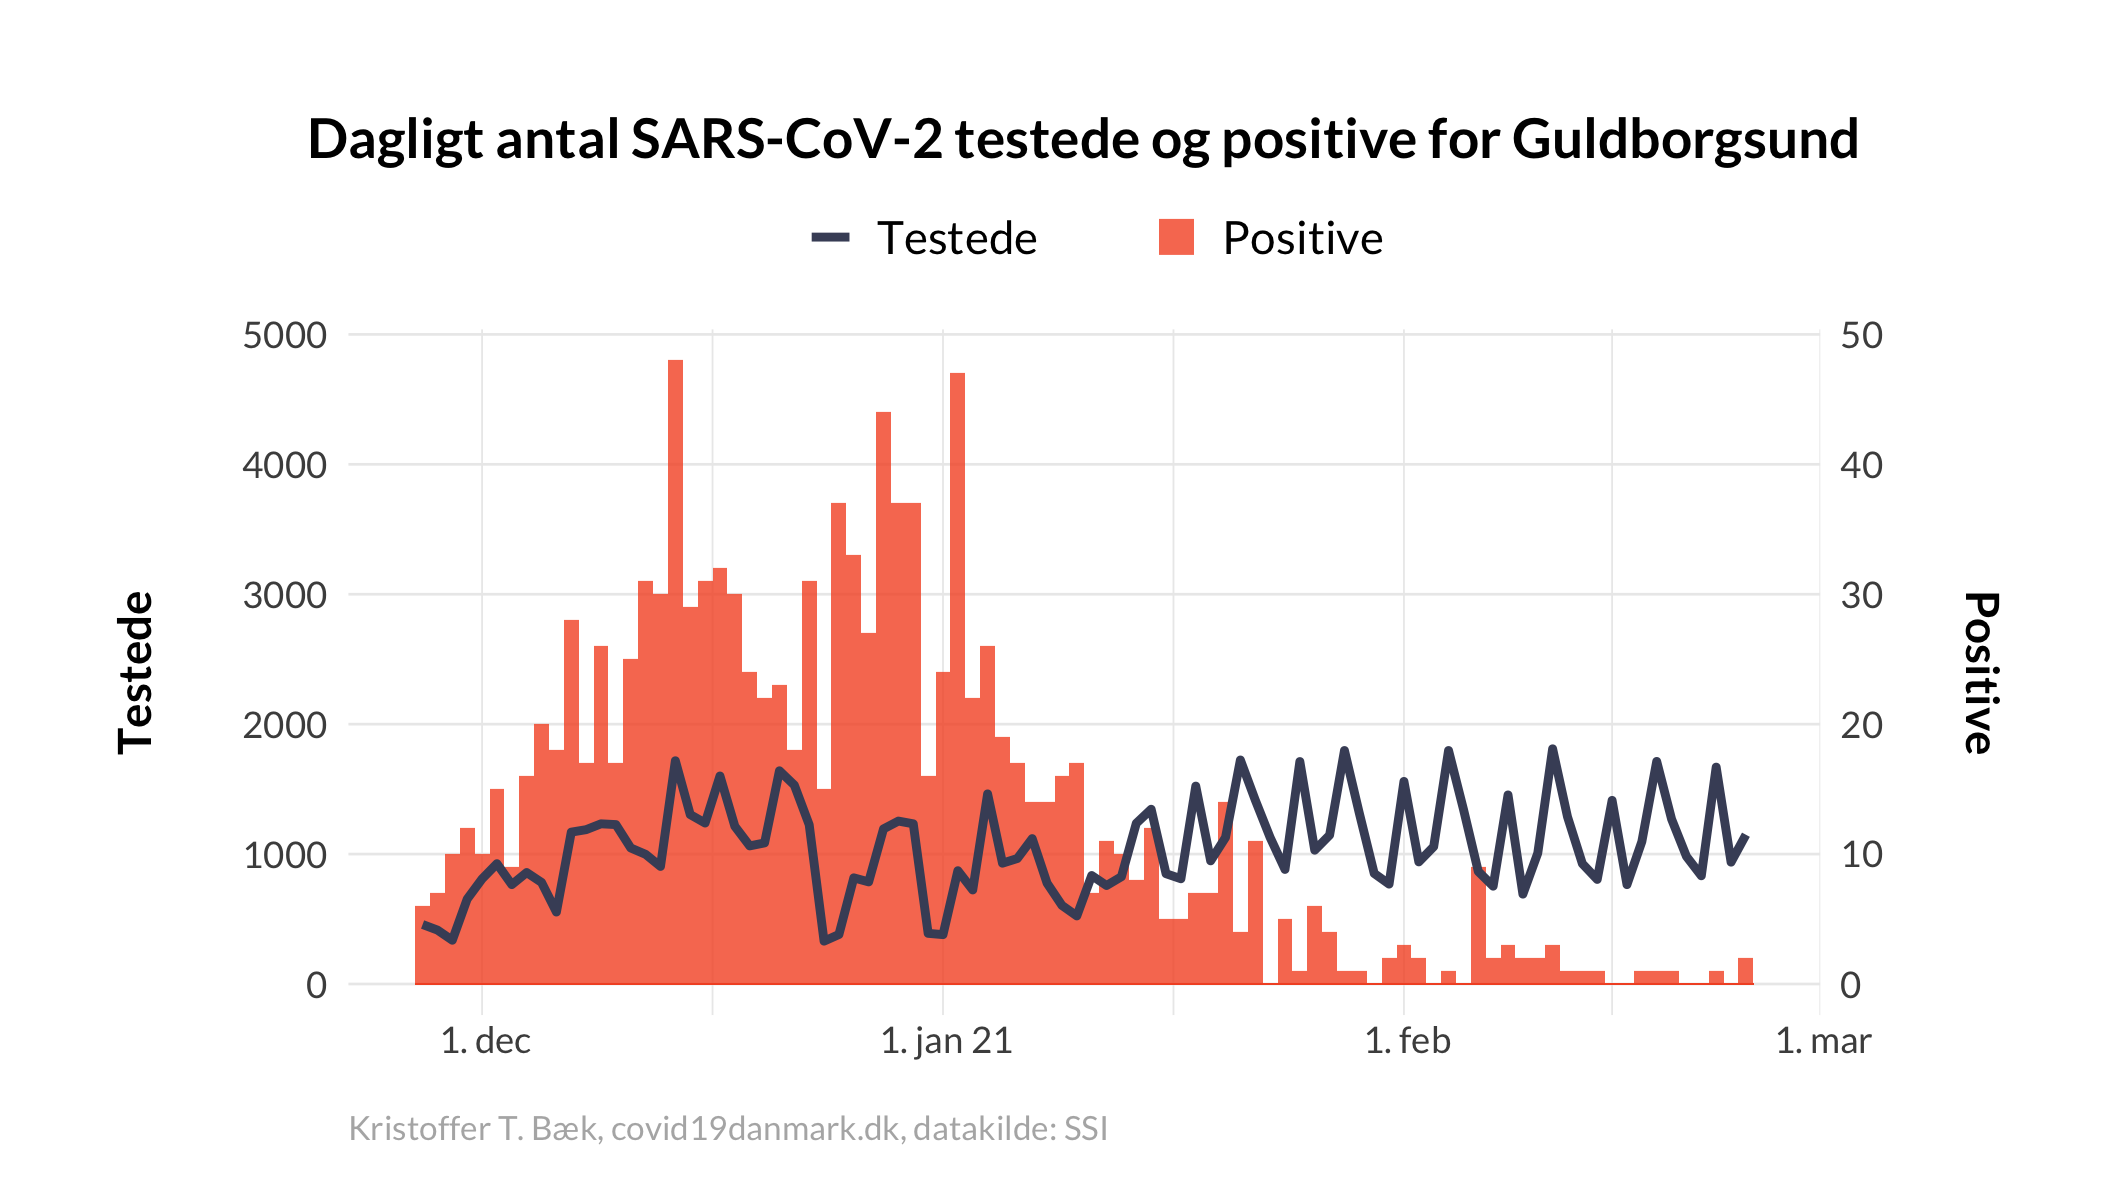 Dagligt antal SARS-CoV-2 testede og positive for Guldborgsund
Testede Positive
5000 50
4000 40
3000 30
2000 20
1000 10
0 0
Testede
Positive
1. dec 1. jan 21 1. feb 1. mar
Kristoffer T. Bæk, covid19danmark.dk, datakilde: SSI